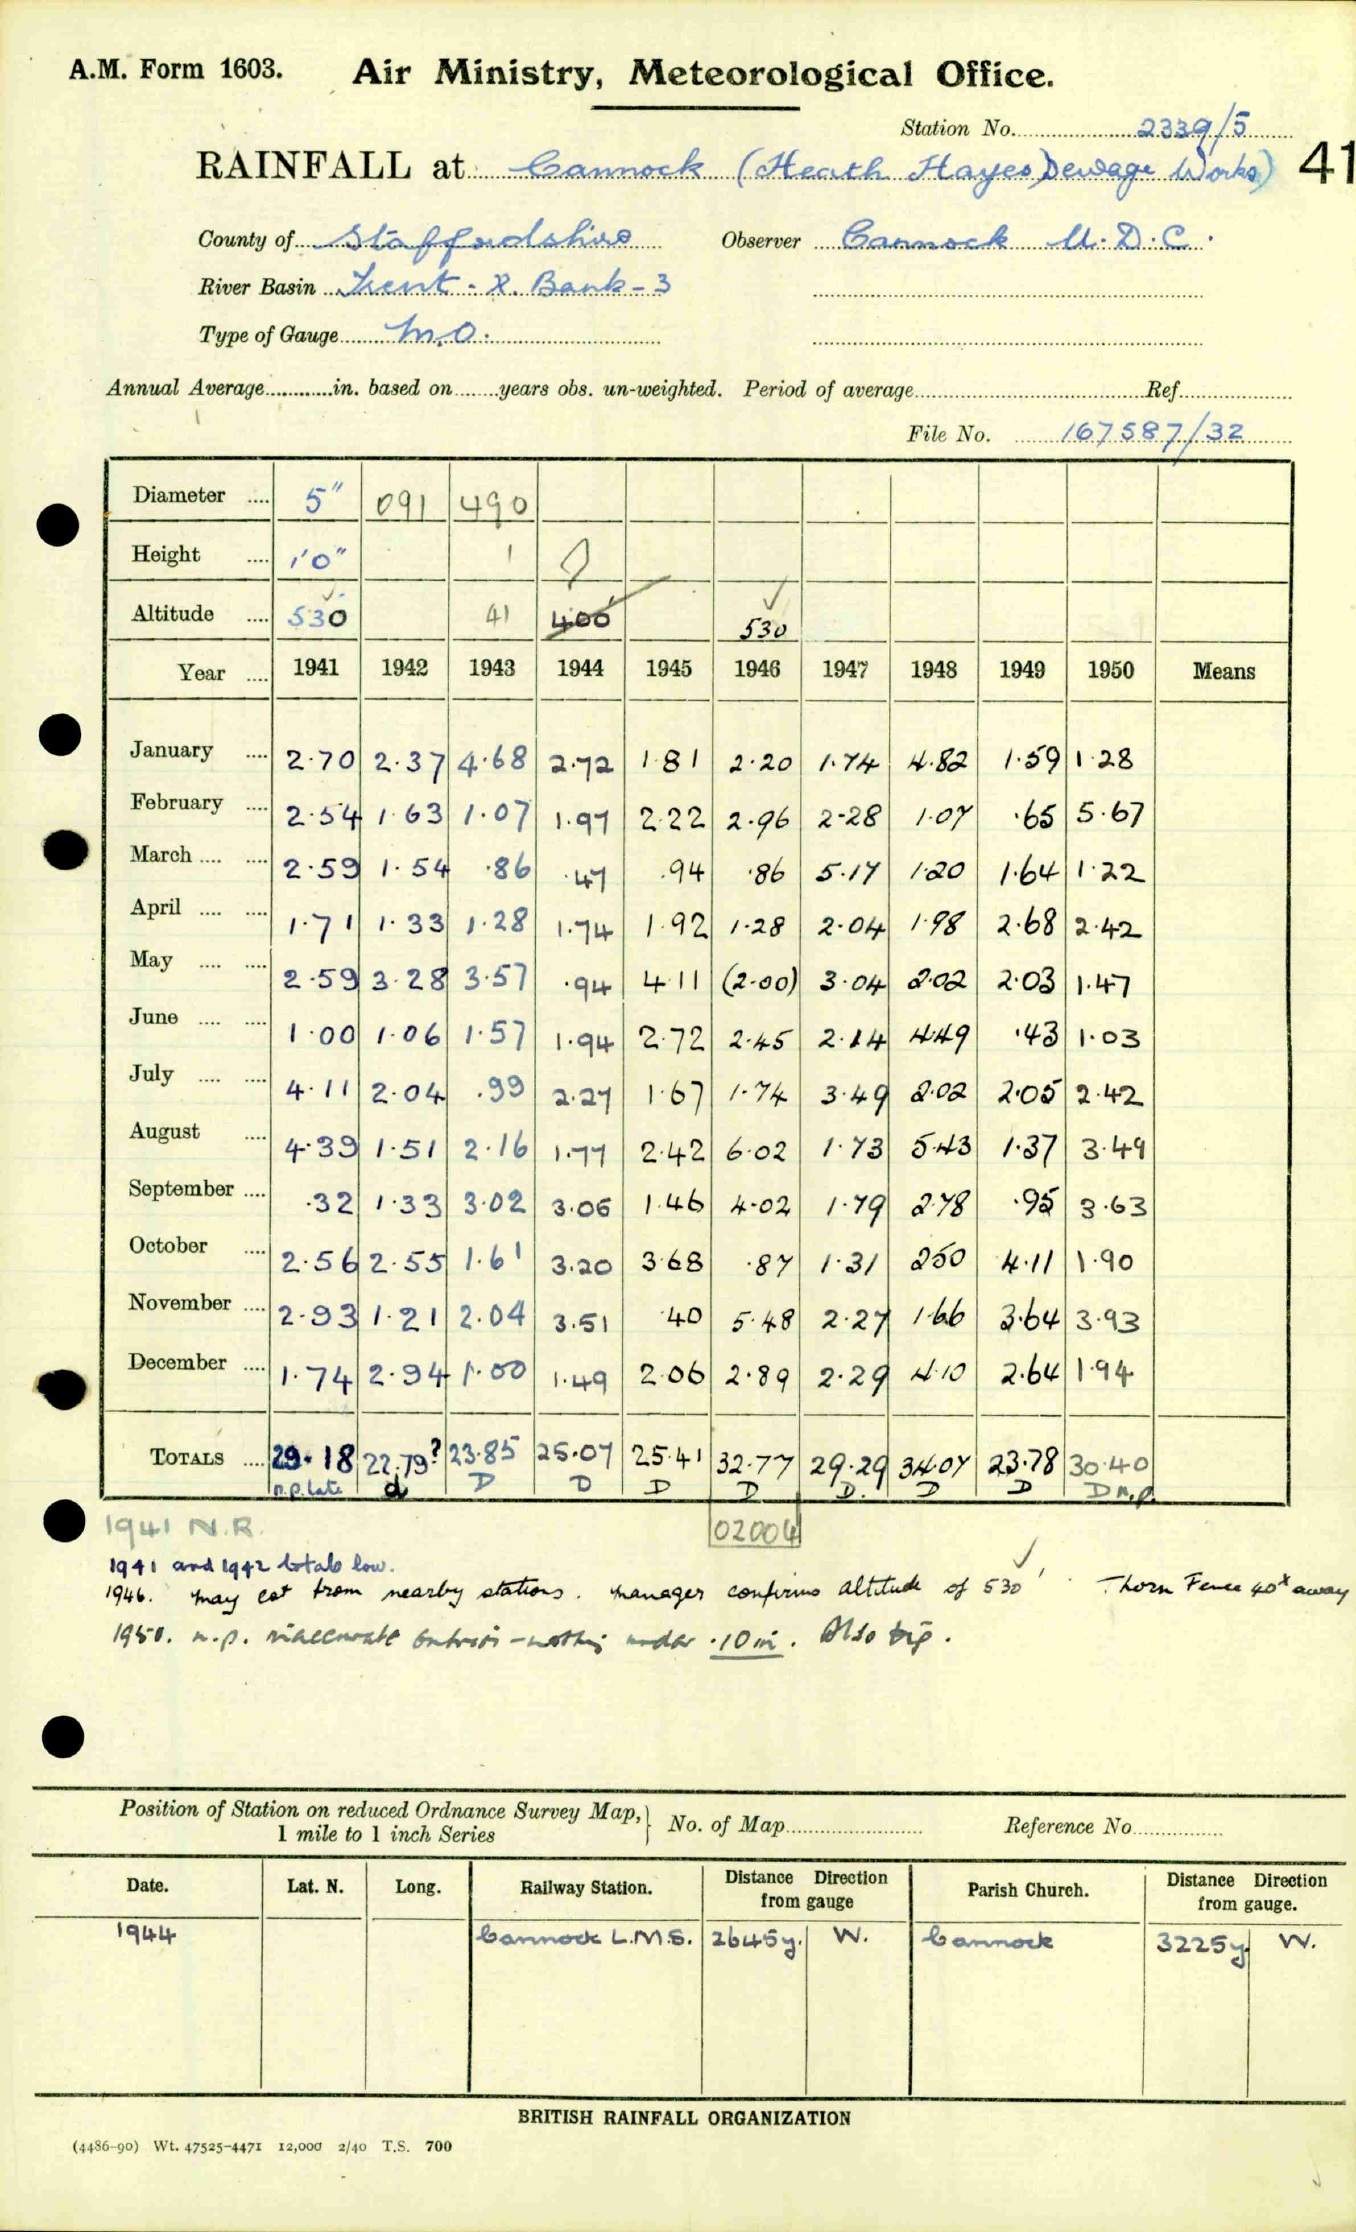 A.M. Form 1603. Air Ministry, Meteorological Office.
Station No. 2339/5
RAINFALL at Cannock (Heath Hayes) Sewage Works) 41
County of Staffordshire Observer Cannock U.D.C.
River Basin Trent - R. Bank - 3
Type of Gauge M.O.
Annual Average in. based on years obs. un-weighted. Period of average Ref.
File No. 167587/32
Diameter 5" 091 490
Height 1'0" ?
Altitude 530 41 400 530
Year 1941 1942 1943 1944 1945 1946 1947 1948 1949 1950 Means
January 2.70 2.37 4.68 2.72 1.81 2.20 1.74 4.82 1.59 1.28
February 2.54 1.63 1.07 1.97 2.22 2.96 2.28 1.07 .65 5.67
March 2.59 1.54 .86 .47 .94 .86 5.17 1.20 1.64 1.22
April 1.71 1.33 1.28 1.74 1.92 1.28 2.04 1.98 2.68 2.42
May 2.59 3.28 3.57 .94 4.11 (2.00) 3.04 2.02 2.03 1.47
June 1.00 1.06 1.57 1.94 2.72 2.45 2.14 4.49 .43 1.03
July 4.11 2.04 .99 2.27 1.67 1.74 3.49 2.02 2.05 2.42
August 4.39 1.51 2.16 1.77 2.42 6.02 1.73 5.43 1.37 3.49
September .32 1.33 3.02 3.06 1.46 4.02 1.79 2.78 .95 3.63
October 2.56 2.55 1.61 3.20 3.68 .87 1.31 2.50 4.11 1.90
November 2.93 1.21 2.04 3.51 .40 5.48 2.27 1.66 3.64 3.93
December 1.74 2.94 1.00 1.49 2.06 2.89 2.29 4.10 2.64 1.94
TOTALS 29.18 22.79? 23.85 25.07 25.41 32.77 29.29 34.07 23.78 30.40
n.p. late d D D D D D. D D D n.p.
1941 N.R. 02004
1941 and 1942 totals low.
1946. May est from nearby stations. Manager confirms altitude of 530' Thorn Fence 40x away
1950. n.p. inaccurate entries - nothing under .10 in. Also trip.
Position of Station on reduced Ordnance Survey Map,} No. of Map Reference No
1 mile to 1 inch Series
Date. Lat. N. Long. Railway Station. Distance Direction from gauge Parish Church. Distance Direction from gauge.
1944 Cannock L.M.S. 2645y. W. Cannock 3225y W.
BRITISH RAINFALL ORGANIZATION
(4486-90) Wt. 47525-4471 12,000 2/40 T.S. 700